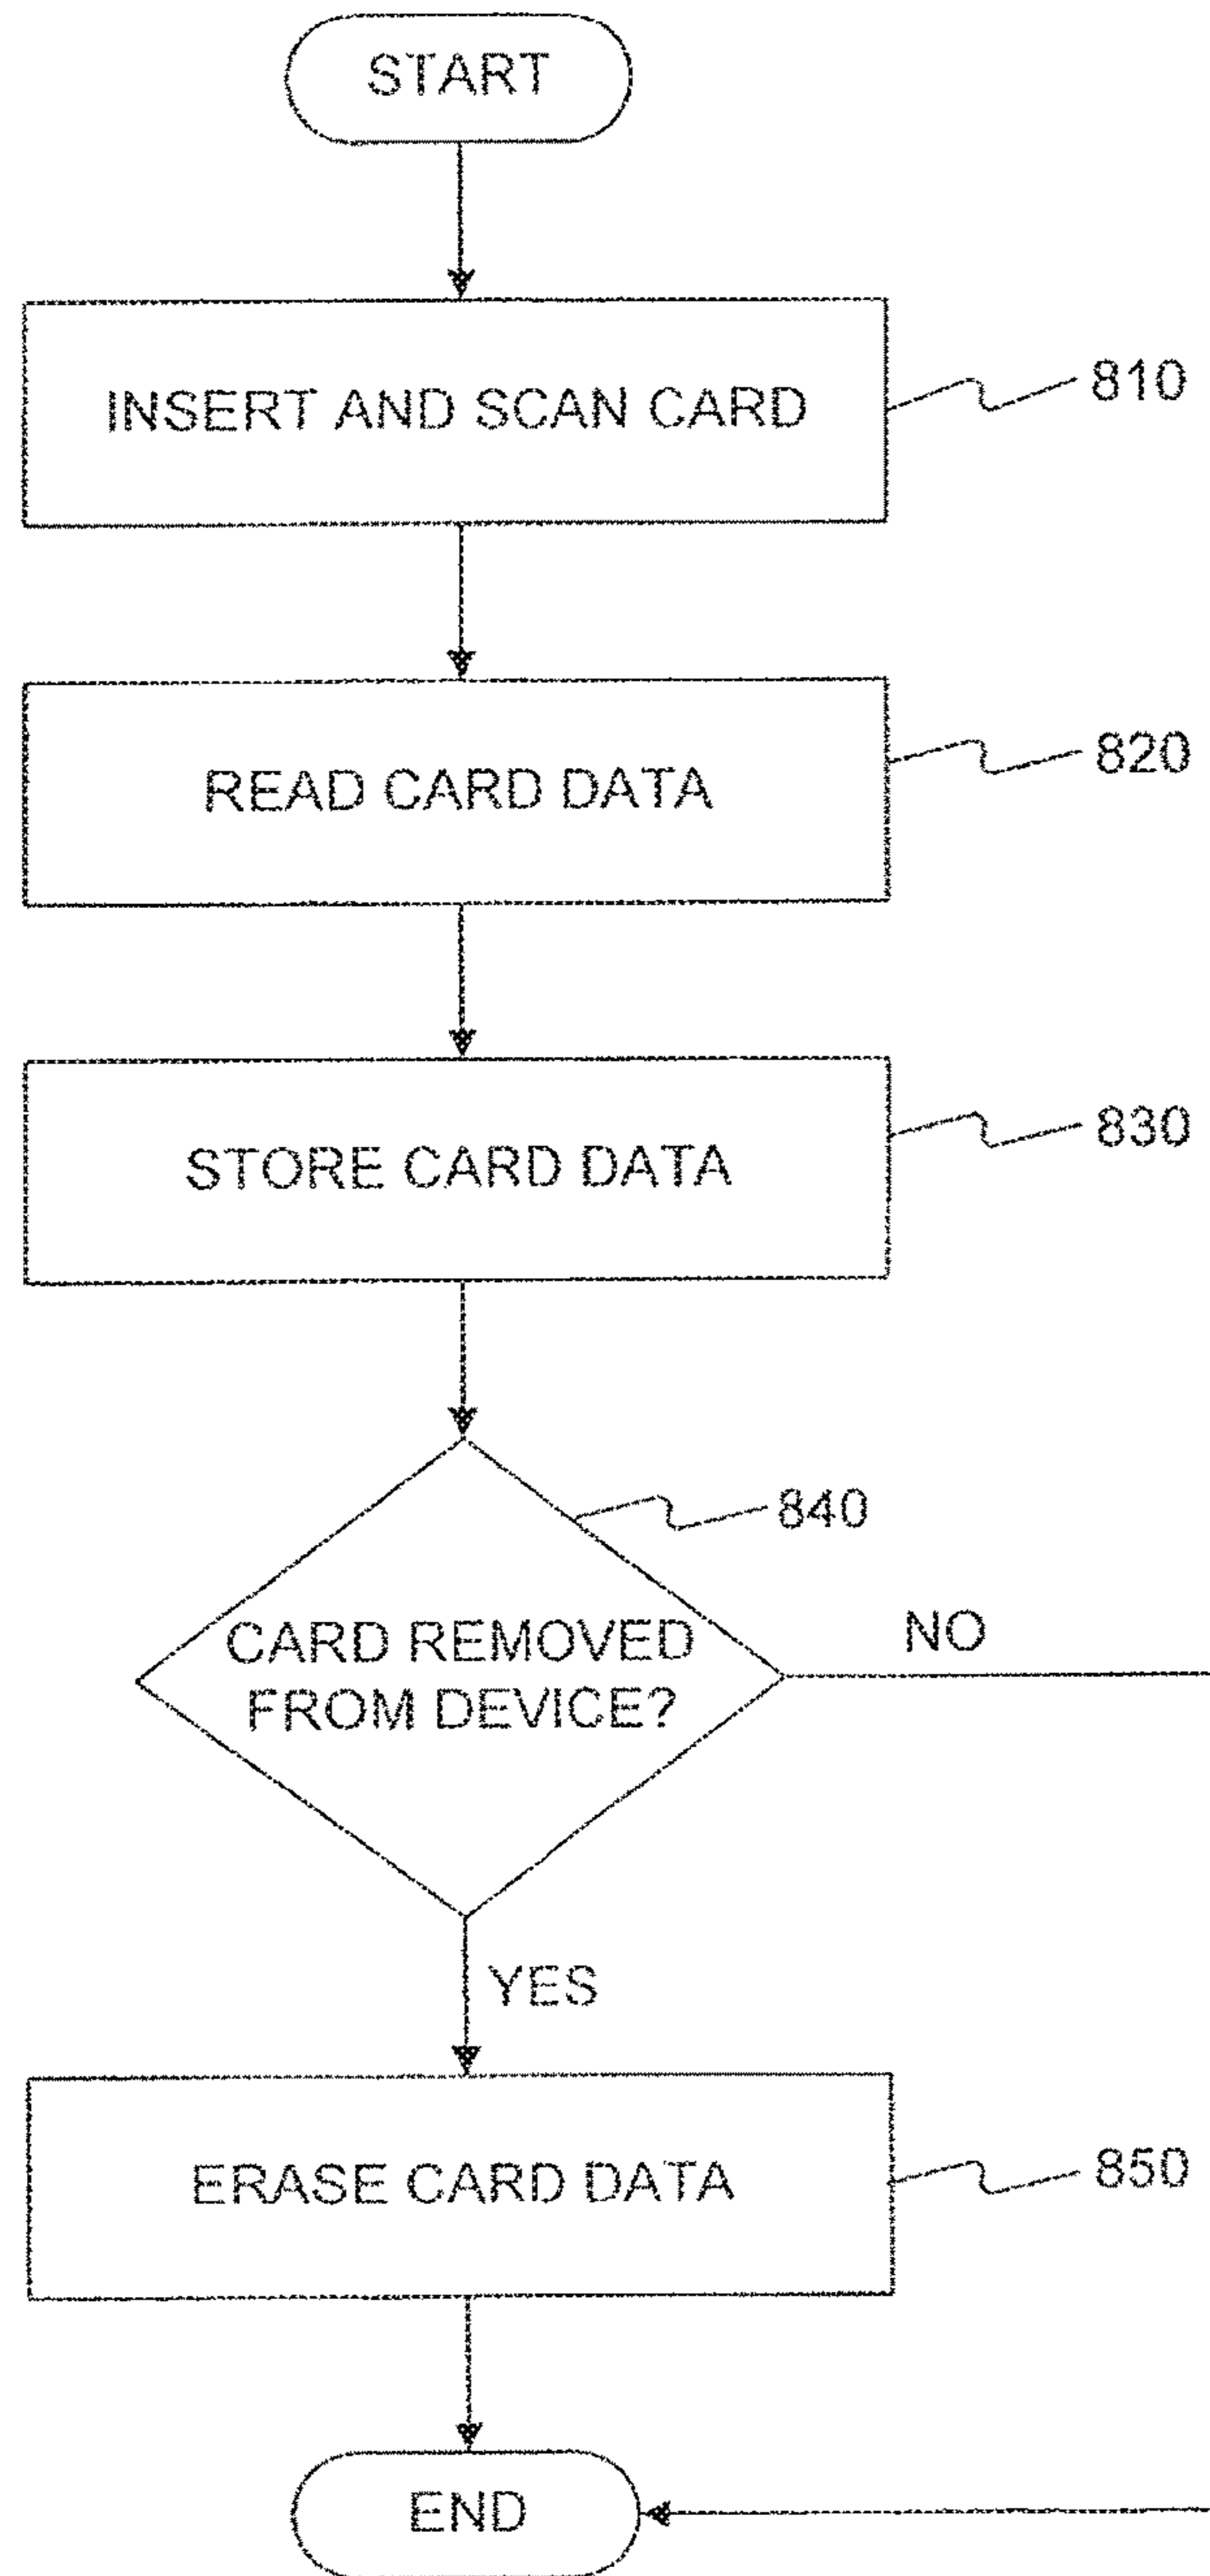 START
INSERT AND SCAN CARD
810
READ CARD DATA
820
STORE CARD DATA
830
840
CARD REMOVED
FROM DEVICE?
NO
YES
ERASE CARD DATA
850
END